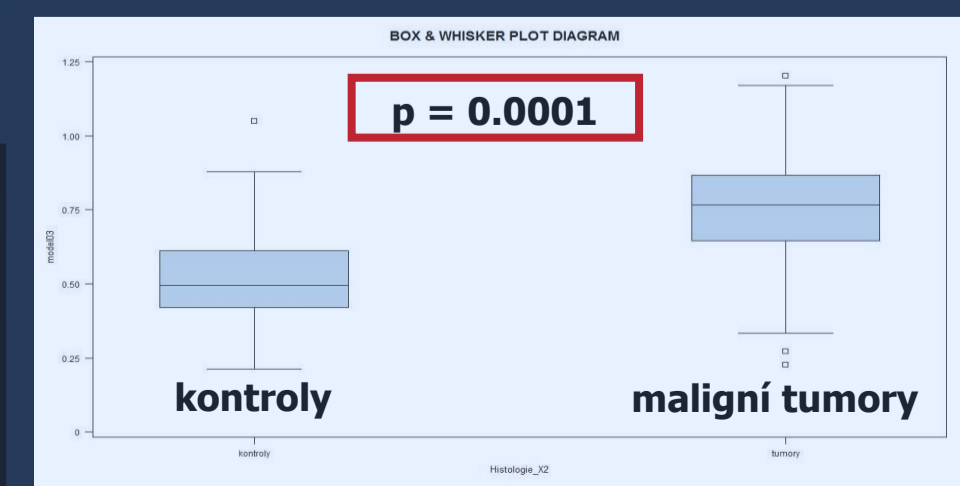 BOX & WHISKER PLOT DIAGRAM
p = 0.0001
1.25
1.00
0.75
0.50
0.25
0
model03
kontroly
maligní tumory
kontroly
tumory
Histologie_X2